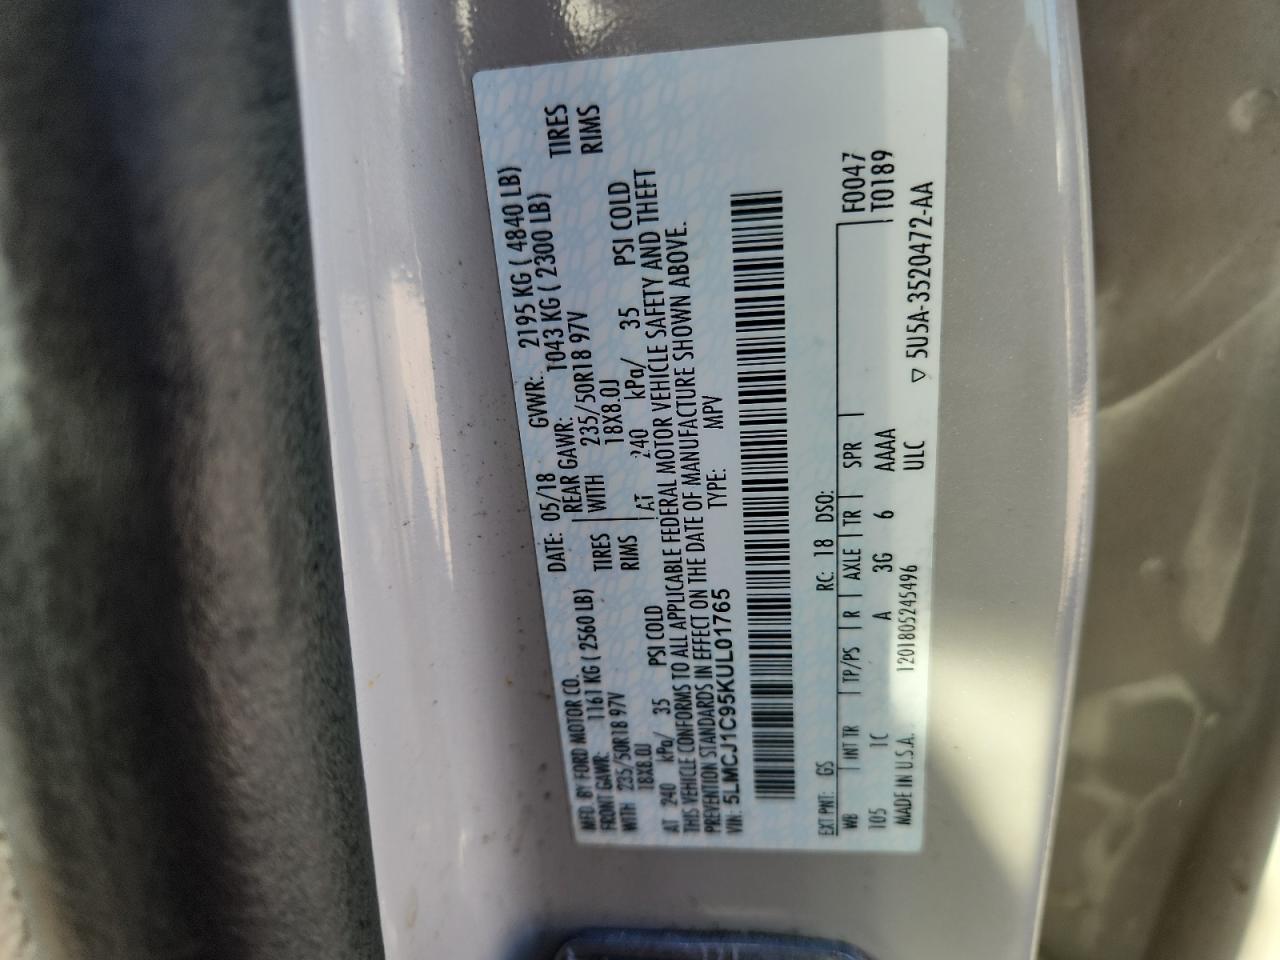 MFD. BY FORD MOTOR CO. DATE: 05/18 GVWR: 2195 KG ( 4840 LB)
FRONT GAWR: 1161 KG ( 2560 LB) REAR GAWR: 1043 KG ( 2300 LB)
WITH 235/50R18 97V TIRES WITH 235/50R18 97V TIRES
18X8.0J RIMS 18X8.0J RIMS
AT 240 kPa/ 35 PSI COLD AT 240 kPa/ 35 PSI COLD
THIS VEHICLE CONFORMS TO ALL APPLICABLE FEDERAL MOTOR VEHICLE SAFETY AND THEFT
PREVENTION STANDARDS IN EFFECT ON THE DATE OF MANUFACTURE SHOWN ABOVE.
VIN: 5LMCJ1C95KUL01765 TYPE: MPV
EXT PNT: GS RC: 18 DSO: F0047
WB INT TR TP/PS R AXLE TR SPR T0189
105 1C A 3G 6 AAAA
MADE IN U.S.A. 1201805245496 ULC ▽ 5U5A-3520472-AA